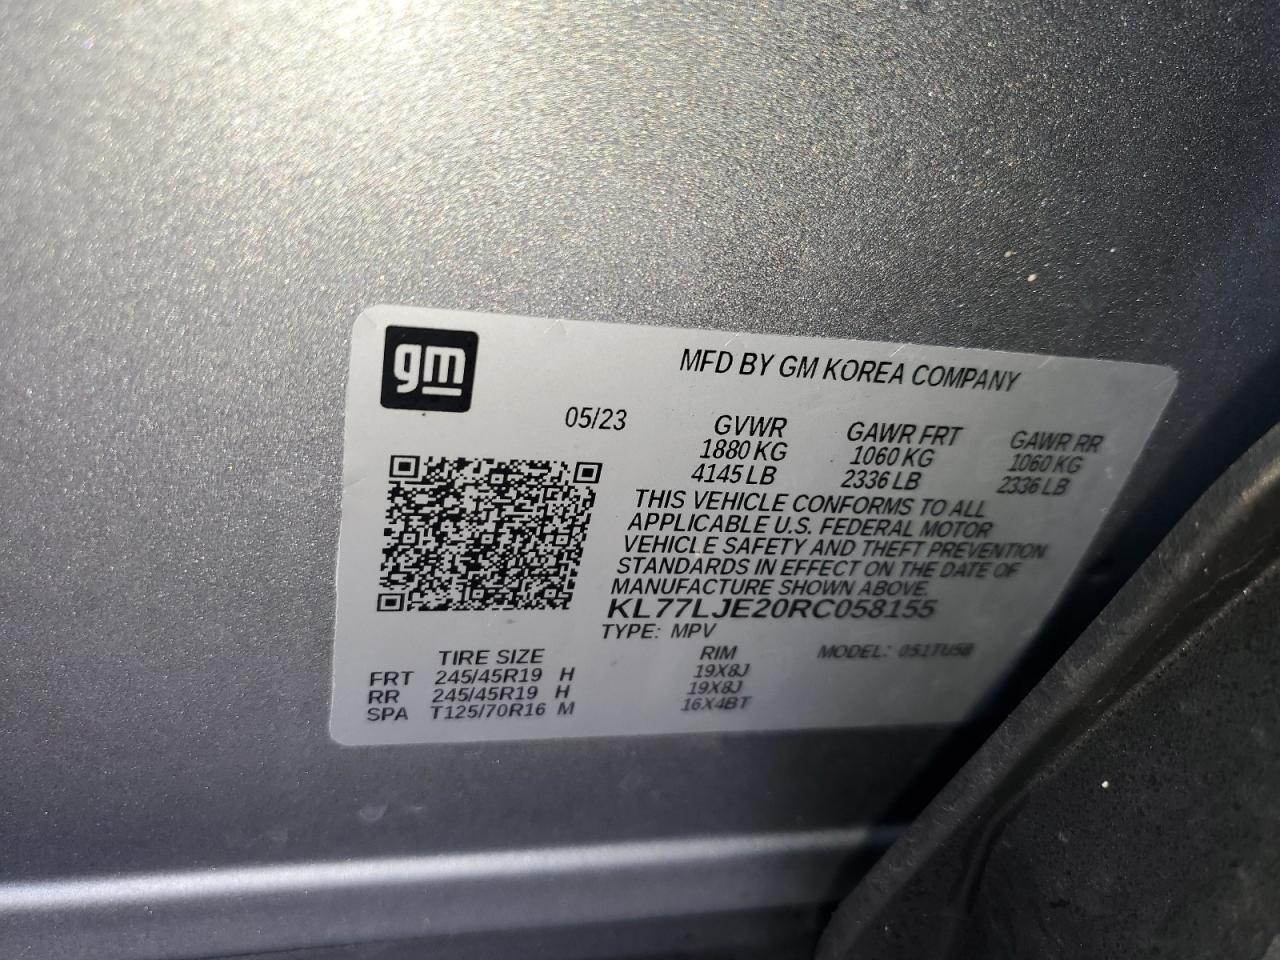 gm
MFD BY GM KOREA COMPANY
05/23 GVWR GAWR FRT GAWR RR
1880 KG 1060 KG 1060 KG
4145 LB 2336 LB 2336 LB
THIS VEHICLE CONFORMS TO ALL
APPLICABLE U.S. FEDERAL MOTOR
VEHICLE SAFETY AND THEFT PREVENTION
STANDARDS IN EFFECT ON THE DATE OF
MANUFACTURE SHOWN ABOVE.
KL77LJE20RC058155
TYPE: MPV MODEL:
TIRE SIZE RIM
FRT 245/45R19 H 19X8J
RR 245/45R19 H 19X8J
SPA T125/70R16 M 16X4BT